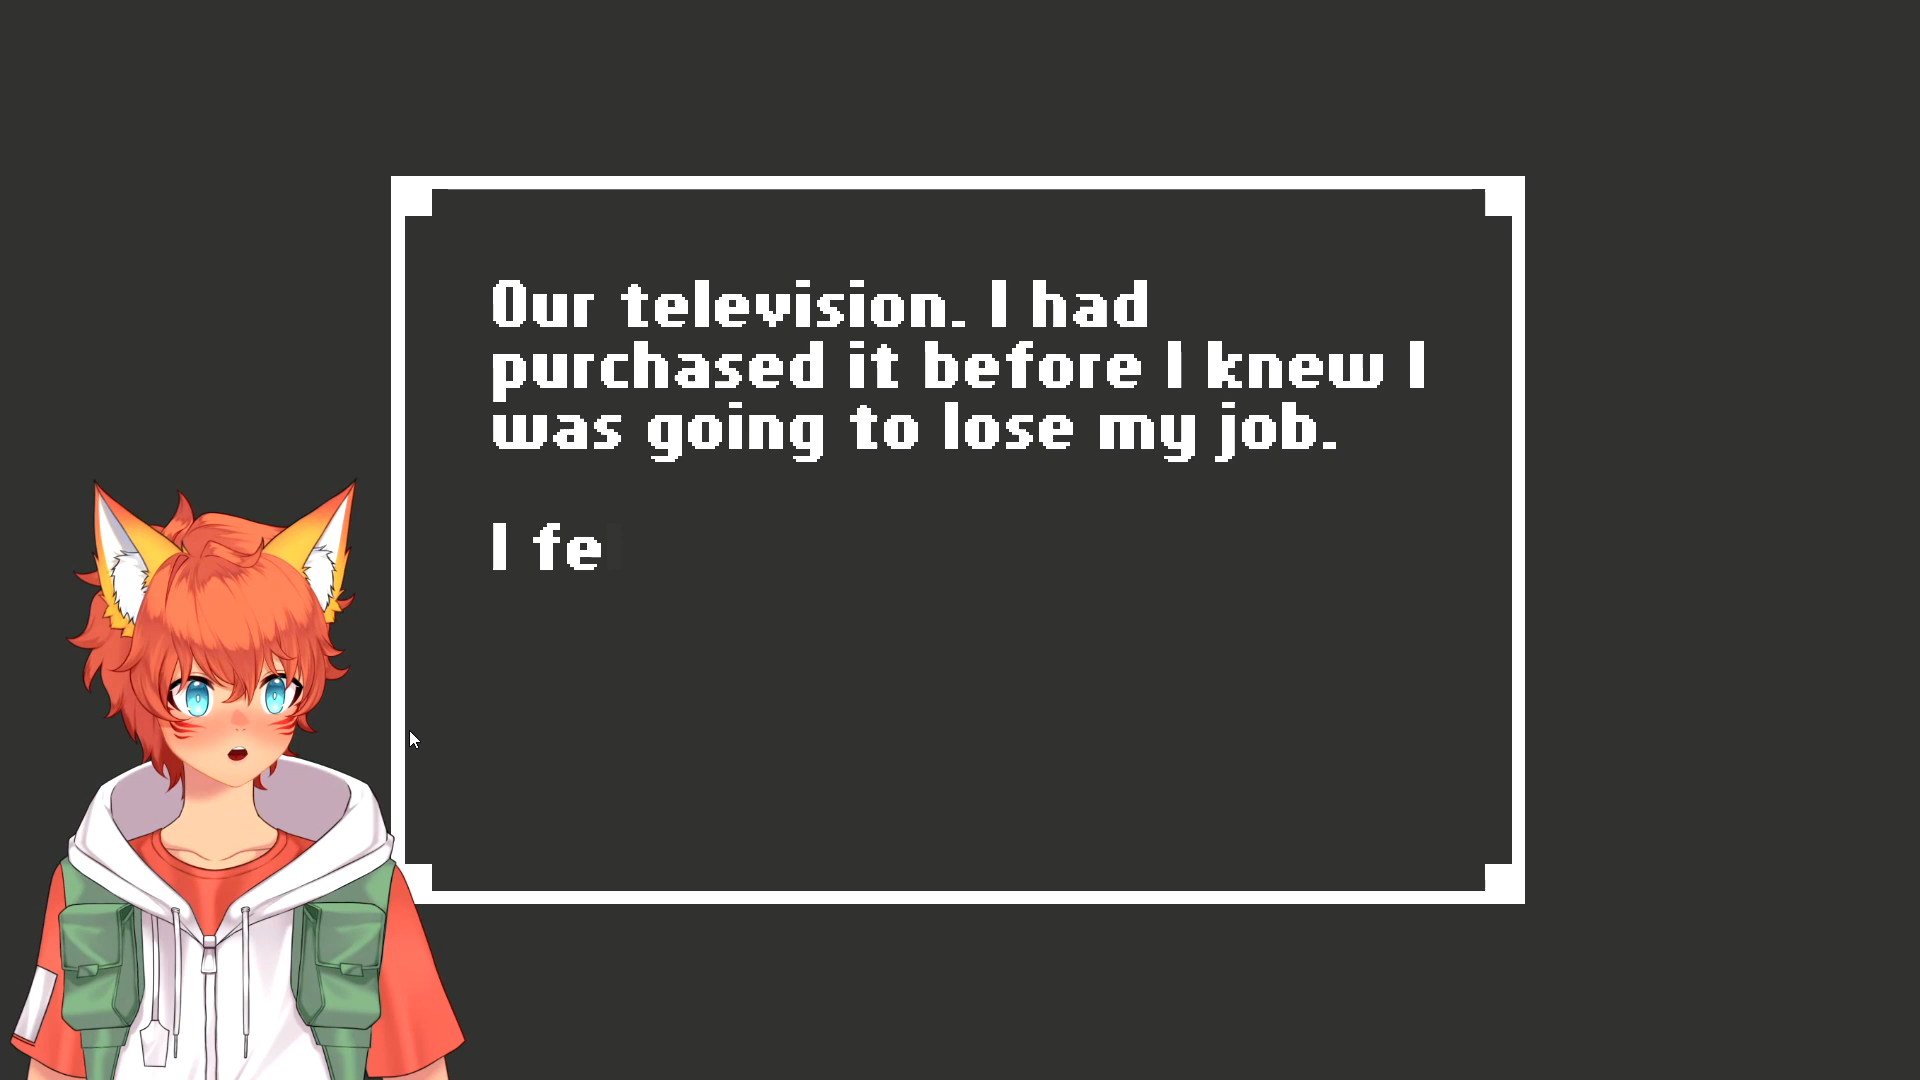 Our television. I had
purchased it before I knew I
was going to lose my job.
I fe